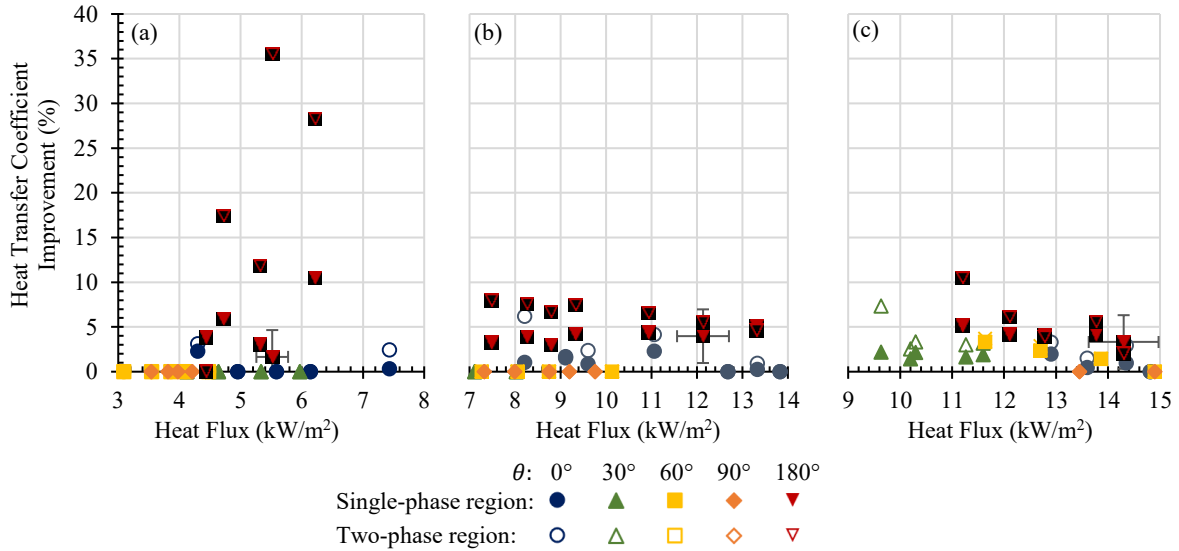 Heat Transfer Coefficient
Improvement (%)
40
35
30
25
20
15
10
5
0
(a)
(b)
(c)
3 4 5 6 7 8
7 8 9 10 11 12 13 14
9 10 11 12 13 14 15
Heat Flux (kW/m²)
Heat Flux (kW/m²)
Heat Flux (kW/m²)
θ: 0° 30° 60° 90° 180°
Single-phase region:
Two-phase region: